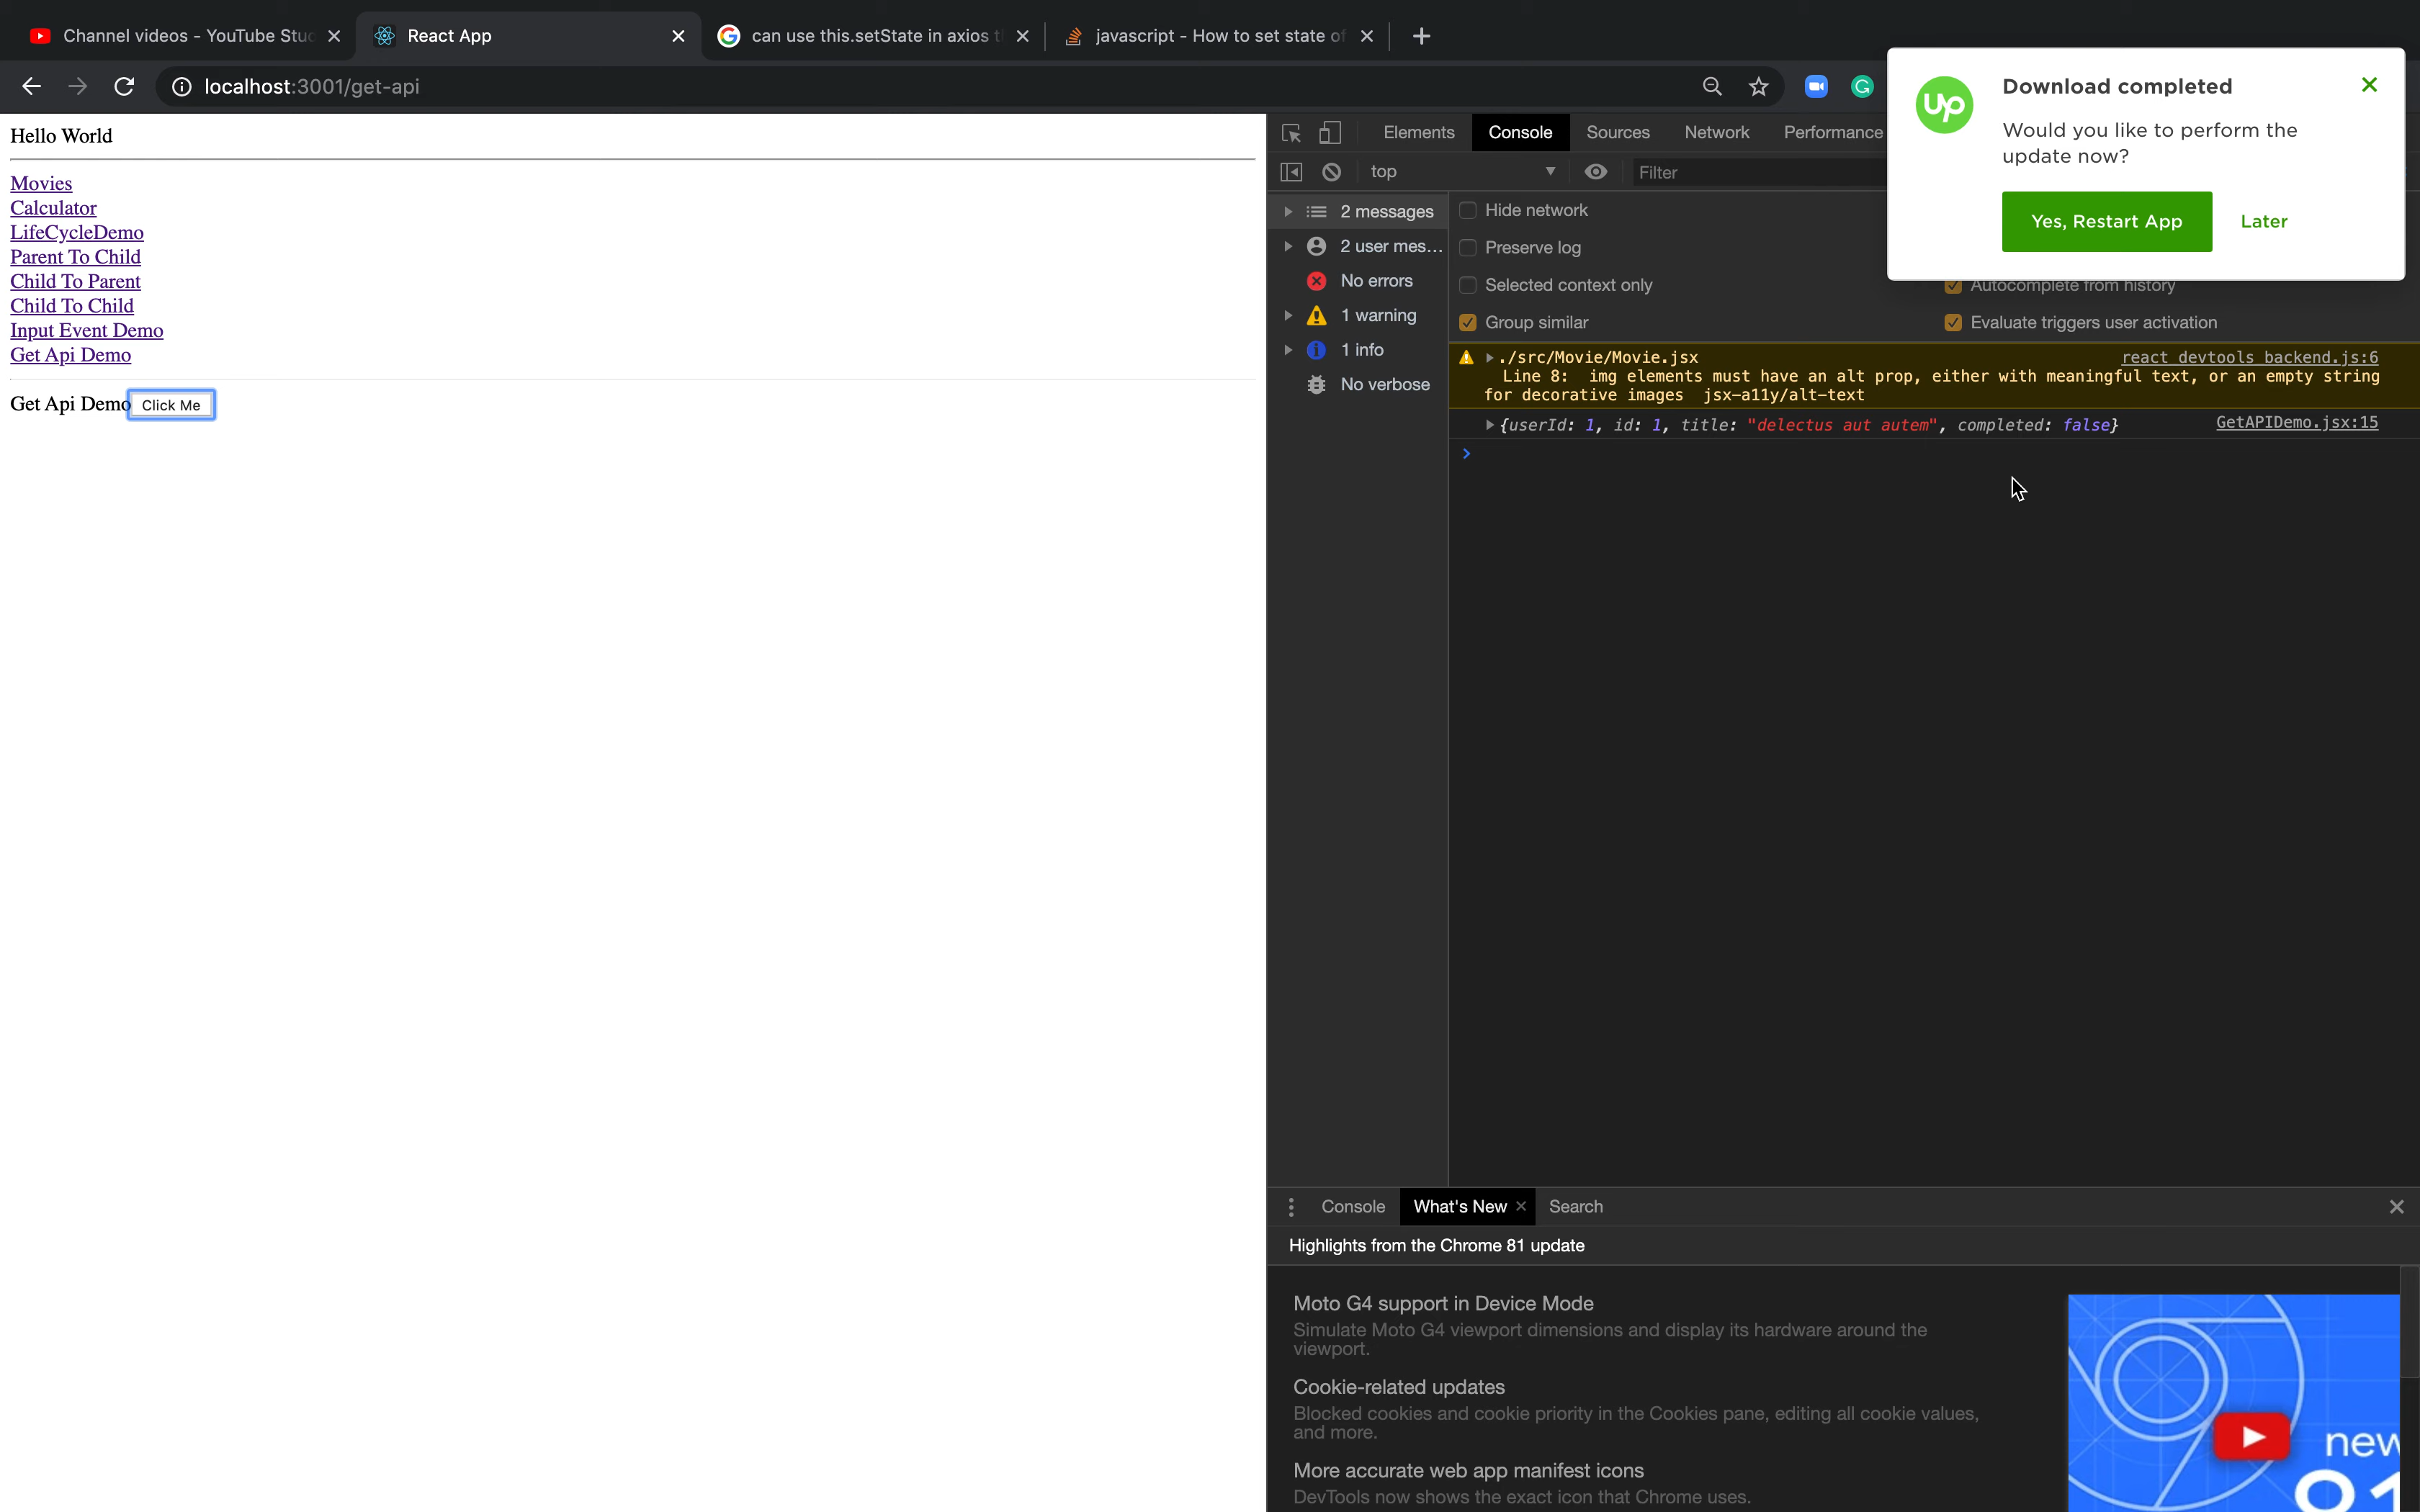 Channel videos - YouTube Stu
React App
can use this.setState in axios t
javascript - How to set state of
localhost:3001/get-api
up
Download completed
Would you like to perform the
update now?
Yes, Restart App
Later
Hello World
Movies
Calculator
LifeCycleDemo
Parent To Child
Child To Parent
Child To Child
Input Event Demo
Get Api Demo
Get Api Demo
Click Me
Elements
Console
Sources
Network
Performance
top
Filter
2 messages
2 user mes...
No errors
1 warning
1 info
No verbose
Hide network
Preserve log
Selected context only
Autocomplete from history
Group similar
Evaluate triggers user activation
./src/Movie/Movie.jsx
react_devtools_backend.js:6
Line 8: img elements must have an alt prop, either with meaningful text, or an empty string
for decorative images jsx-a11y/alt-text
{userId: 1, id: 1, title: "delectus aut autem", completed: false}
GetAPIDemo.jsx:15
Console
What's New
Search
Highlights from the Chrome 81 update
Moto G4 support in Device Mode
Simulate Moto G4 viewport dimensions and display its hardware around the
viewport.
Cookie-related updates
Blocked cookies and cookie priority in the Cookies pane, editing all cookie values,
and more.
More accurate web app manifest icons
DevTools now shows the exact icon that Chrome uses.
new